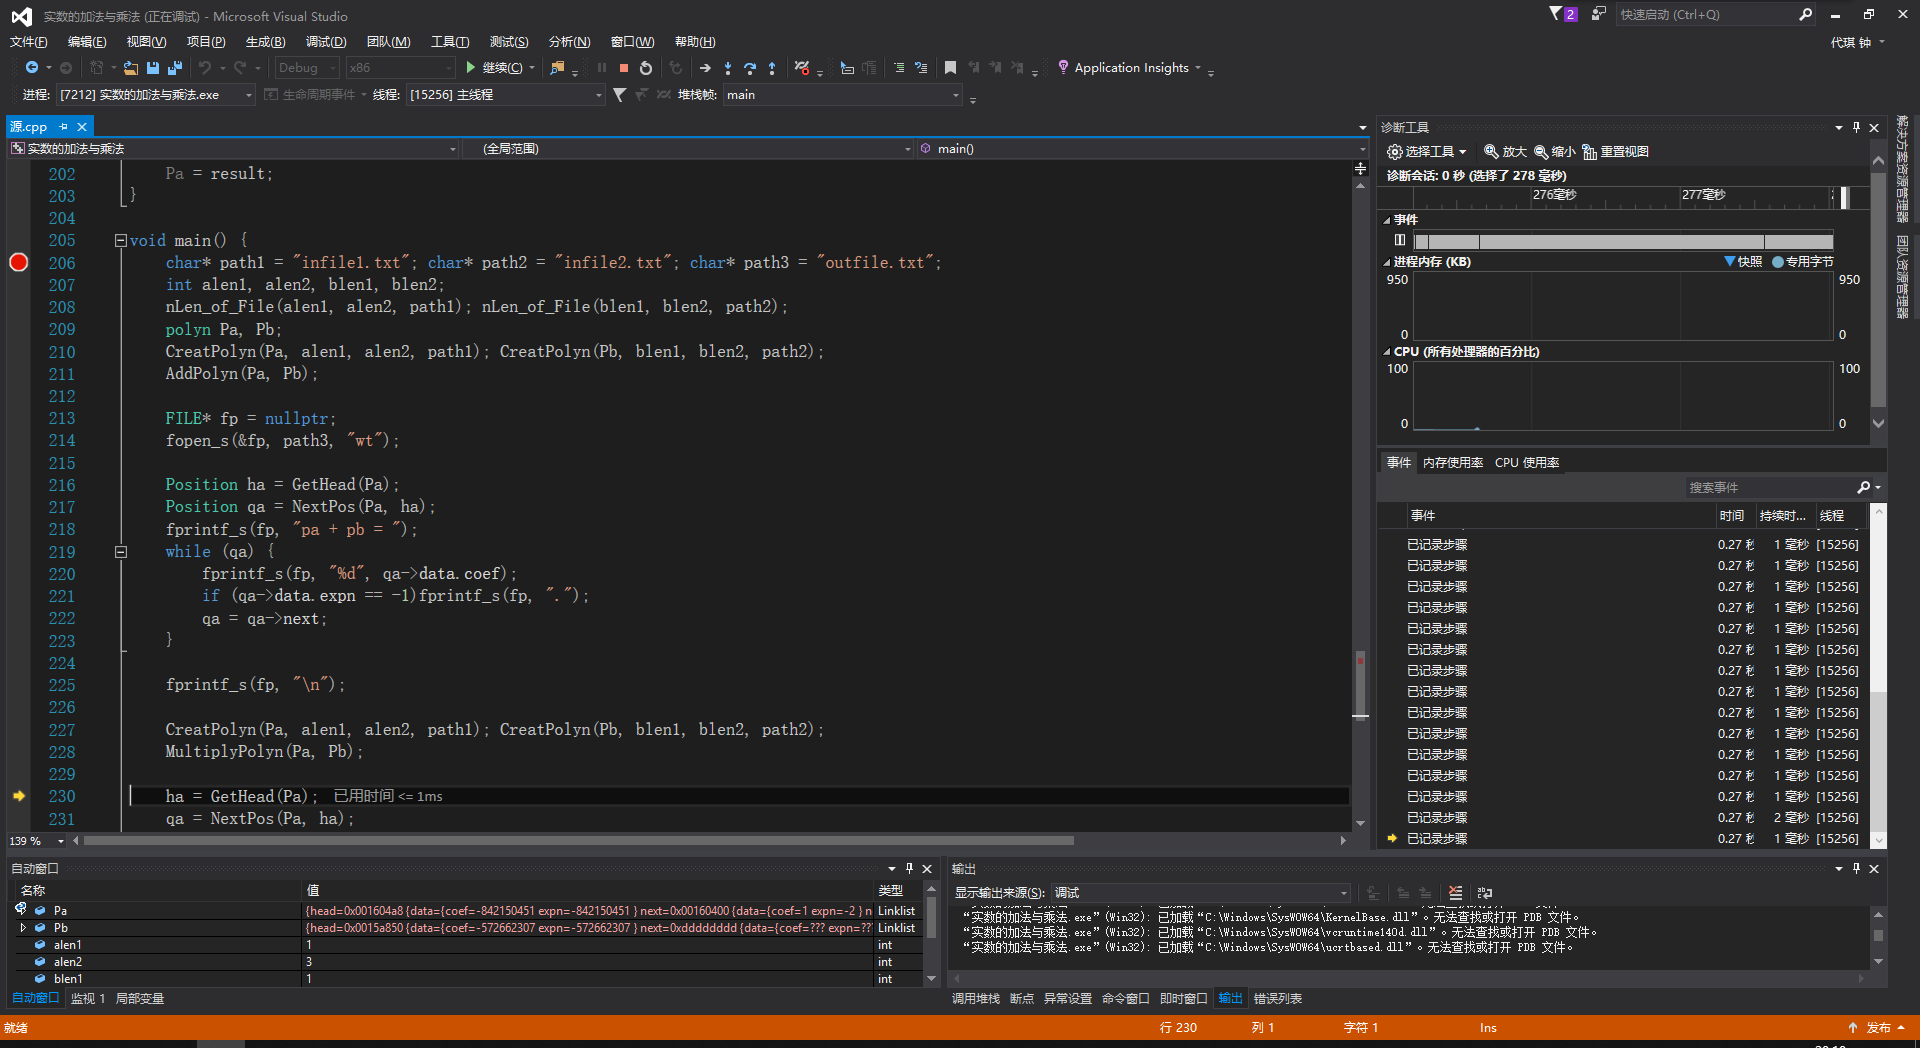 实数的加法与乘法 (正在调试) - Microsoft Visual Studio
2
快速启动 (Ctrl+Q)
文件(F) 编辑(E) 视图(V) 项目(P) 生成(B) 调试(D) 团队(M) 工具(T) 测试(S) 分析(N) 窗口(W) 帮助(H)
代琪 钟
Debug x86 继续(C) Application Insights
进程: [7212] 实数的加法与乘法.exe 生命周期事件 线程: [15256] 主线程 堆栈帧: main
源.cpp
实数的加法与乘法 (全局范围) main()
202 Pa = result;
203 }
204
205 void main() {
206 char* path1 = "infile1.txt"; char* path2 = "infile2.txt"; char* path3 = "outfile.txt";
207 int alen1, alen2, blen1, blen2;
208 nLen_of_File(alen1, alen2, path1); nLen_of_File(blen1, blen2, path2);
209 polyn Pa, Pb;
210 CreatPolyn(Pa, alen1, alen2, path1); CreatPolyn(Pb, blen1, blen2, path2);
211 AddPolyn(Pa, Pb);
212
213 FILE* fp = nullptr;
214 fopen_s(&fp, path3, "wt");
215
216 Position ha = GetHead(Pa);
217 Position qa = NextPos(Pa, ha);
218 fprintf_s(fp, "pa + pb = ");
219 while (qa) {
220 fprintf_s(fp, "%d", qa->data.coef);
221 if (qa->data.expn == -1)fprintf_s(fp, ".");
222 qa = qa->next;
223 }
224
225 fprintf_s(fp, "\n");
226
227 CreatPolyn(Pa, alen1, alen2, path1); CreatPolyn(Pb, blen1, blen2, path2);
228 MultiplyPolyn(Pa, Pb);
229
230 ha = GetHead(Pa); 已用时间 <= 1ms
231 qa = NextPos(Pa, ha);
139 %
诊断工具
选择工具 放大 缩小 重置视图
诊断会话: 0 秒 (选择了 278 毫秒)
276毫秒 277毫秒
事件
进程内存 (KB) 快照 专用字节
950 950
0 0
CPU (所有处理器的百分比)
100 100
0 0
事件 内存使用率 CPU 使用率
搜索事件
事件 时间 持续时... 线程
已记录步骤 0.27 秒 1 毫秒 [15256]
已记录步骤 0.27 秒 1 毫秒 [15256]
已记录步骤 0.27 秒 1 毫秒 [15256]
已记录步骤 0.27 秒 1 毫秒 [15256]
已记录步骤 0.27 秒 1 毫秒 [15256]
已记录步骤 0.27 秒 1 毫秒 [15256]
已记录步骤 0.27 秒 1 毫秒 [15256]
已记录步骤 0.27 秒 1 毫秒 [15256]
已记录步骤 0.27 秒 1 毫秒 [15256]
已记录步骤 0.27 秒 1 毫秒 [15256]
已记录步骤 0.27 秒 1 毫秒 [15256]
已记录步骤 0.27 秒 1 毫秒 [15256]
已记录步骤 0.27 秒 1 毫秒 [15256]
已记录步骤 0.27 秒 2 毫秒 [15256]
已记录步骤 0.27 秒 1 毫秒 [15256]
解决方案资源管理器
团队资源管理器
自动窗口
名称 值 类型
Pa {head=0x001604a8 {data={coef=-842150451 expn=-842150451 } next=0x00160400 {data={coef=1 expn=-2 } n Linklist
Pb {head=0x0015a850 {data={coef=-572662307 expn=-572662307 } next=0xdddddddd {data={coef=??? expn=?? Linklist
alen1 1 int
alen2 3 int
blen1 1 int
自动窗口 监视 1 局部变量
输出
显示输出来源(S): 调试
“实数的加法与乘法.exe”(Win32): 已加载“C:\Windows\SysWOW64\KernelBase.dll”。无法查找或打开 PDB 文件。
“实数的加法与乘法.exe”(Win32): 已加载“C:\Windows\SysWOW64\vcruntime140d.dll”。无法查找或打开 PDB 文件。
“实数的加法与乘法.exe”(Win32): 已加载“C:\Windows\SysWOW64\ucrtbased.dll”。无法查找或打开 PDB 文件。
调用堆栈 断点 异常设置 命令窗口 即时窗口 输出 错误列表
就绪 行 230 列 1 字符 1 Ins 发布